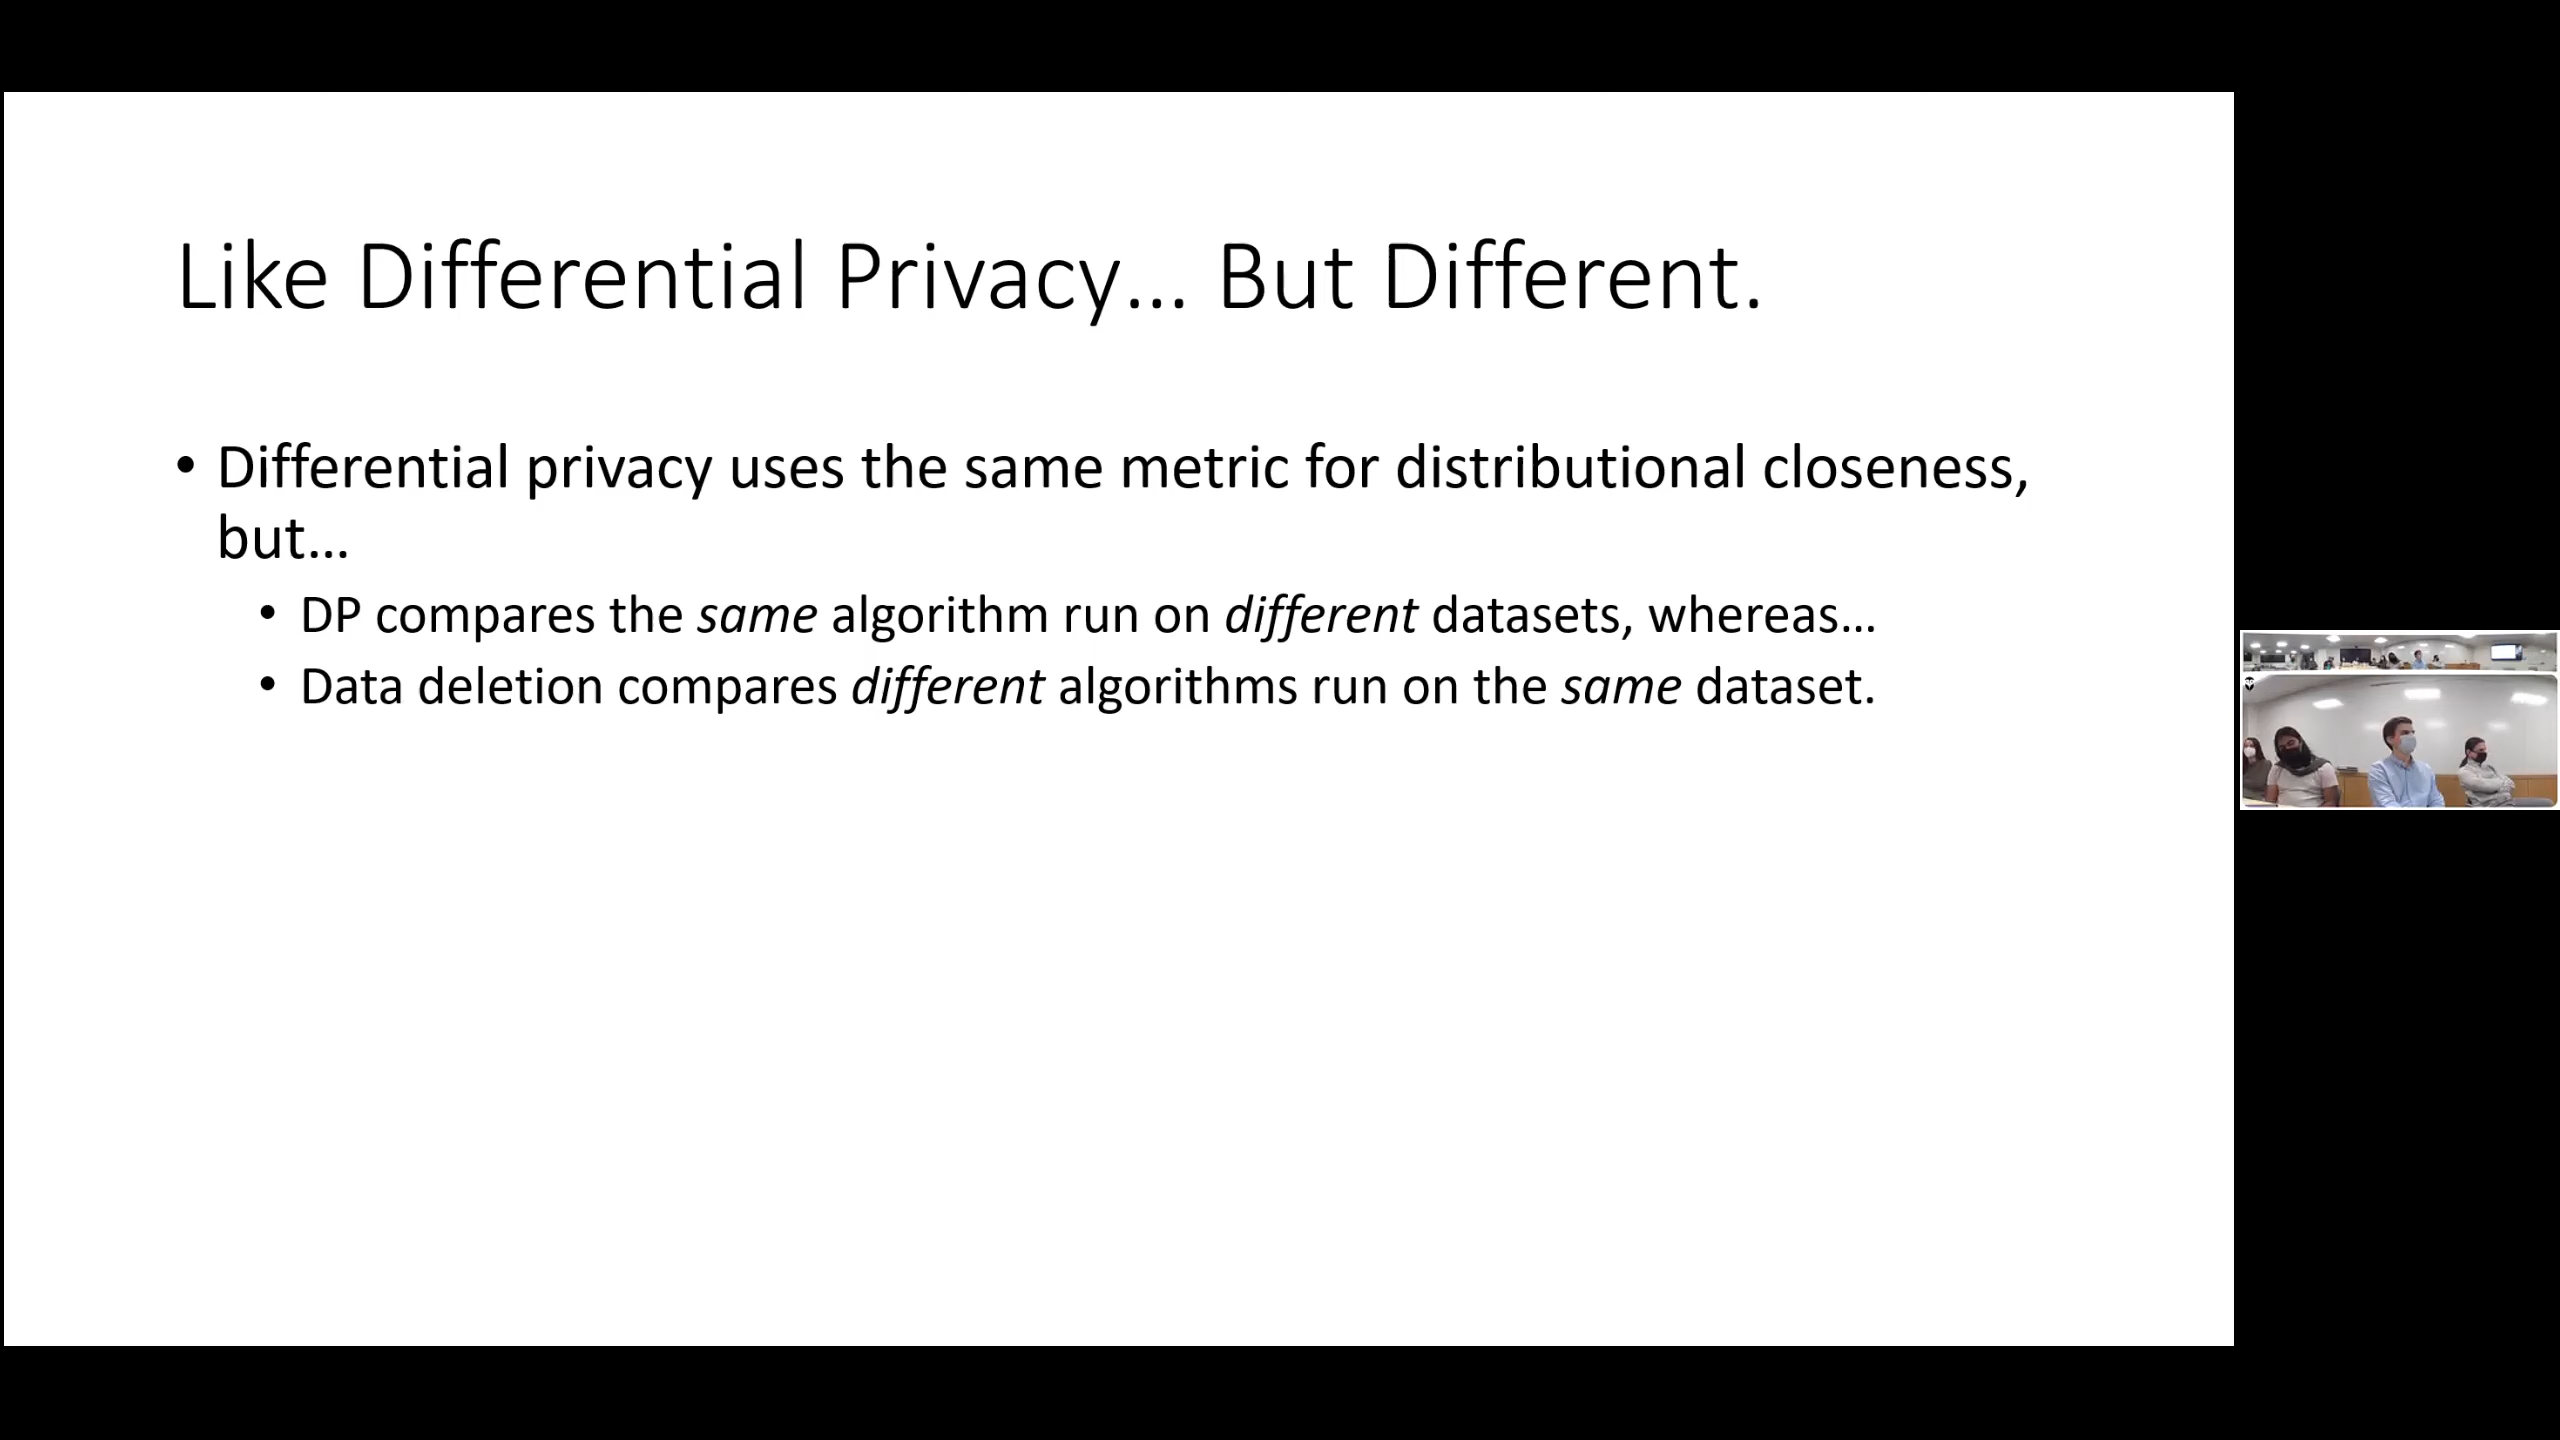 Like Differential Privacy... But Different.
• Differential privacy uses the same metric for distributional closeness,
but...
• DP compares the same algorithm run on different datasets, whereas...
• Data deletion compares different algorithms run on the same dataset.